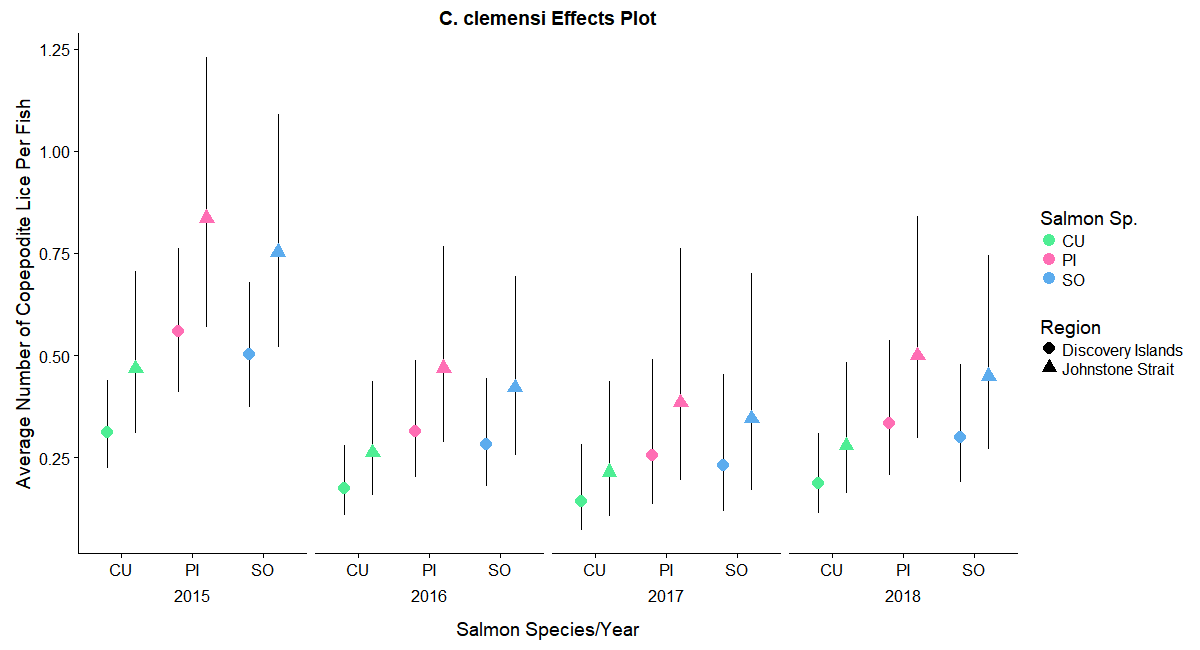 C. clemensi Effects Plot
Average Number of Copepodite Lice Per Fish
1.25
1.00
0.75
0.50
0.25
CU PI SO CU PI SO CU PI SO CU PI SO
2015 2016 2017 2018
Salmon Species/Year
Salmon Sp.
CU
PI
SO
Region
Discovery Islands
Johnstone Strait